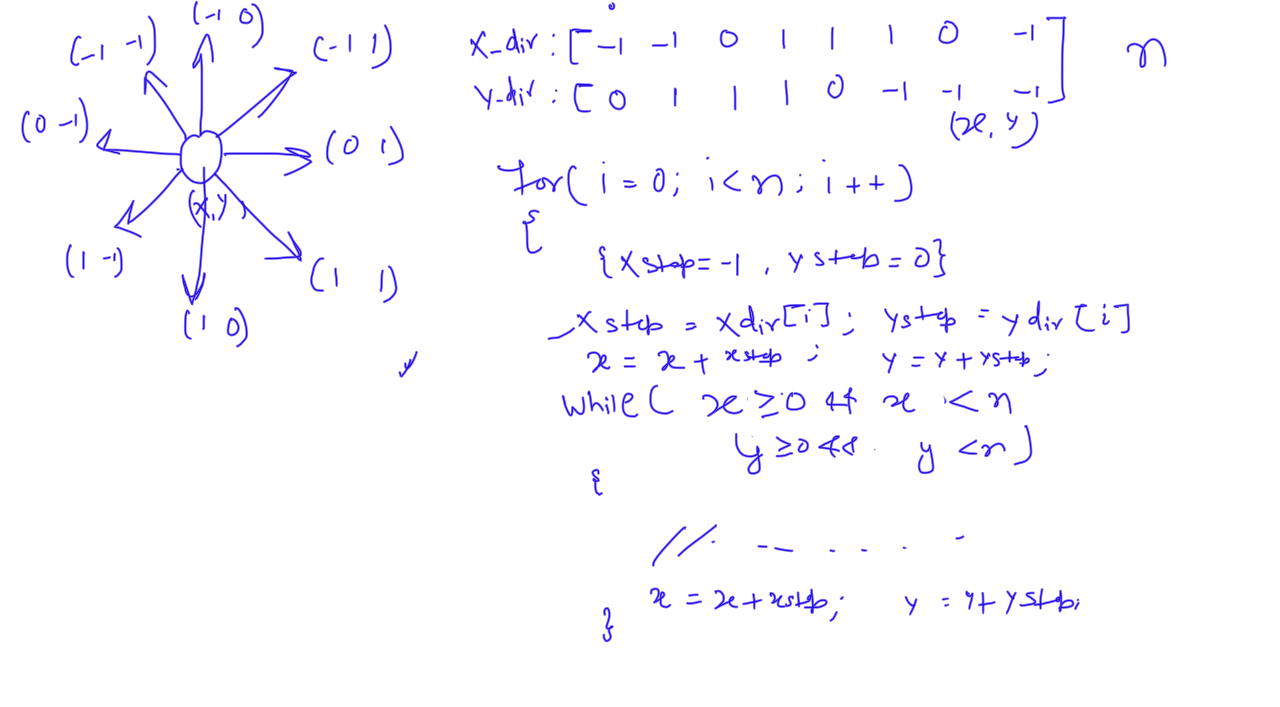 (-1 0)
(-1 -1)
(-1 1)
(0 -1)
(0 1)
(x,y)
(1 -1)
(1 1)
(1 0)
x_dir : [ -1 -1 0 1 1 1 0 -1 ] n
y_dir : [ 0 1 1 1 0 -1 -1 -1 ]
(x, y)
for( i = 0; i < n; i ++ )
{
{xstep = -1 , ystep = 0}
xstep = xdir[i] ; ystep = ydir[i]
x = x + xstep ; y = y + ystep ;
while( x ≥ 0 && x < n
y ≥ 0 && y < n )
{
// -- . . . . -
x = x + xstep ; y = y + ystep ;
}